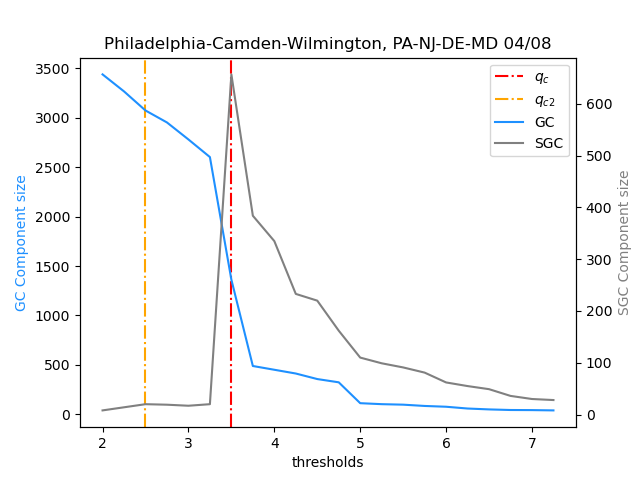 Philadelphia-Camden-Wilmington, PA-NJ-DE-MD 04/08
3500
3000
2500
2000
1500
1000
500
0
GC Component size
2
3
4
5
6
7
thresholds
600
500
400
300
200
100
0
SGC Component size
q_c
q_{c2}
GC
SGC